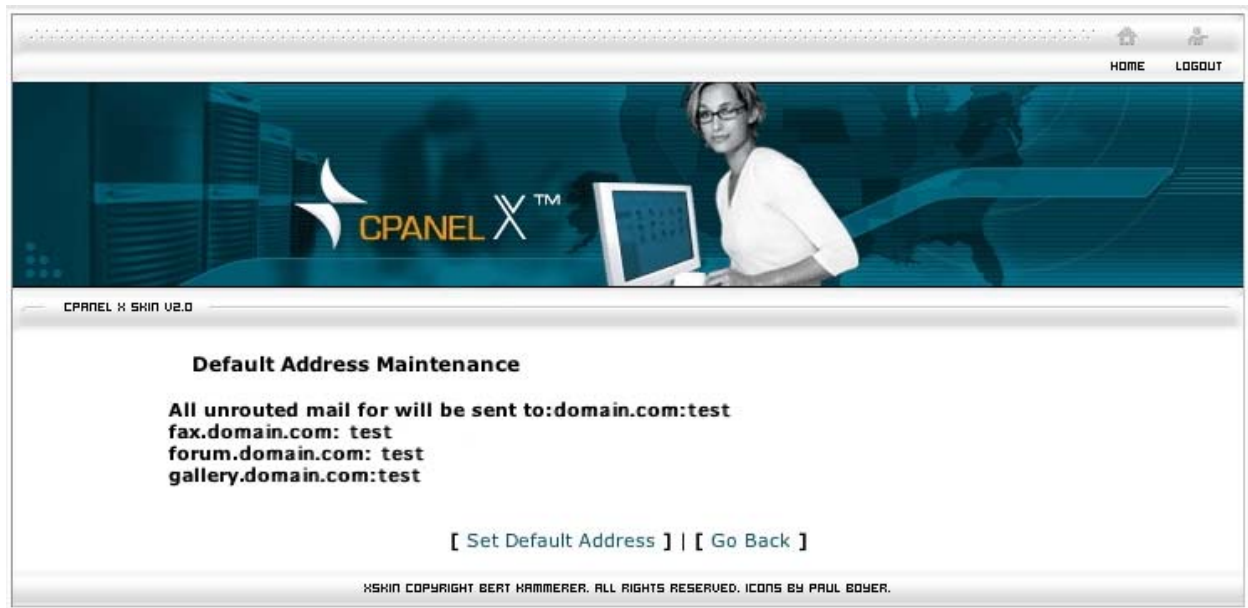 HOME LOGOUT
CPANEL X ™
CPANEL X SKIN V2.0
Default Address Maintenance
All unrouted mail for will be sent to:domain.com:test
fax.domain.com: test
forum.domain.com: test
gallery.domain.com:test
[ Set Default Address ] | [ Go Back ]
XSKIN COPYRIGHT BERT KAMMERER. ALL RIGHTS RESERVED. ICONS BY PAUL BOYER.